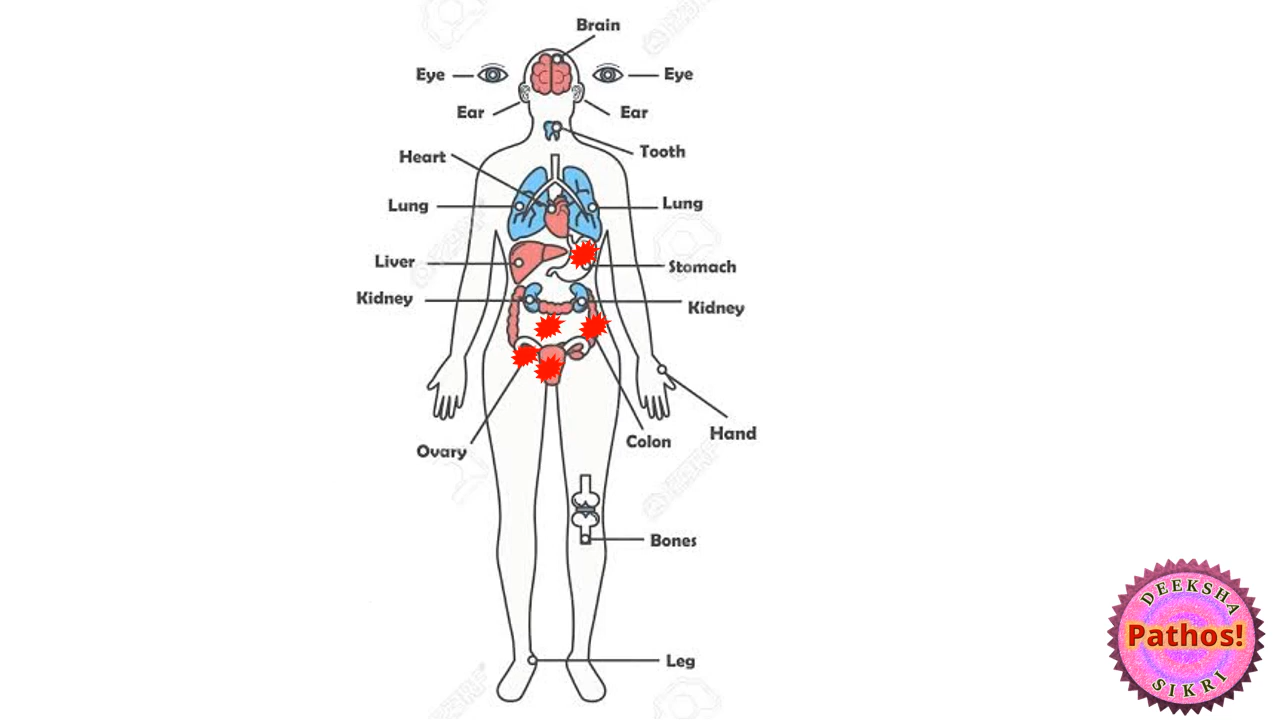 Brain
Eye
Eye
Ear
Ear
Tooth
Heart
Lung
Lung
Liver
Stomach
Kidney
Kidney
Hand
Colon
Ovary
Bones
Leg
DEEKSHA
Pathos!
SIKRI